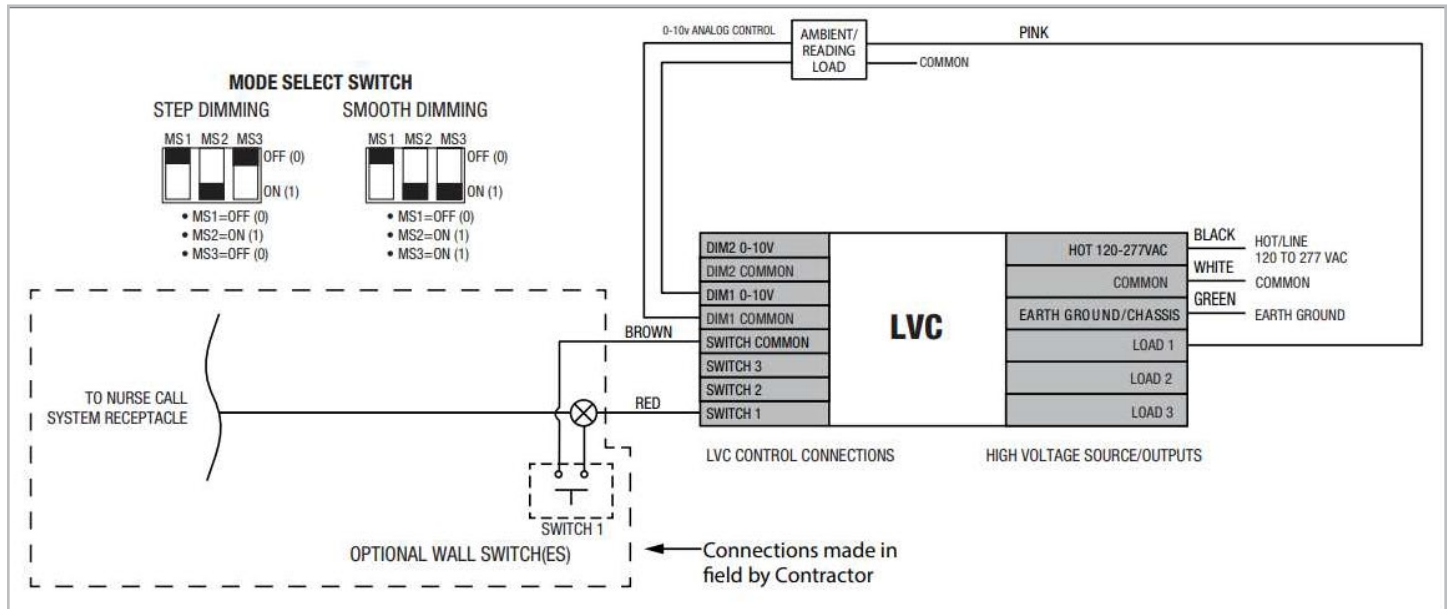 0-10v ANALOG CONTROL
AMBIENT/
READING
LOAD
PINK
COMMON
MODE SELECT SWITCH
STEP DIMMING
SMOOTH DIMMING
MS1 MS2 MS3
OFF (0)
ON (1)
• MS1=OFF (0)
• MS2=ON (1)
• MS3=OFF (0)
MS1 MS2 MS3
OFF (0)
ON (1)
• MS1=OFF (0)
• MS2=ON (1)
• MS3=ON (1)
DIM2 0-10V
DIM2 COMMON
DIM1 0-10V
DIM1 COMMON
SWITCH COMMON
SWITCH 3
SWITCH 2
SWITCH 1
LVC
HOT 120-277VAC
COMMON
EARTH GROUND/CHASSIS
LOAD 1
LOAD 2
LOAD 3
BLACK
HOT/LINE
120 TO 277 VAC
WHITE
COMMON
GREEN
EARTH GROUND
BROWN
RED
TO NURSE CALL
SYSTEM RECEPTACLE
LVC CONTROL CONNECTIONS
HIGH VOLTAGE SOURCE/OUTPUTS
SWITCH 1
OPTIONAL WALL SWITCH(ES)
Connections made in
field by Contractor